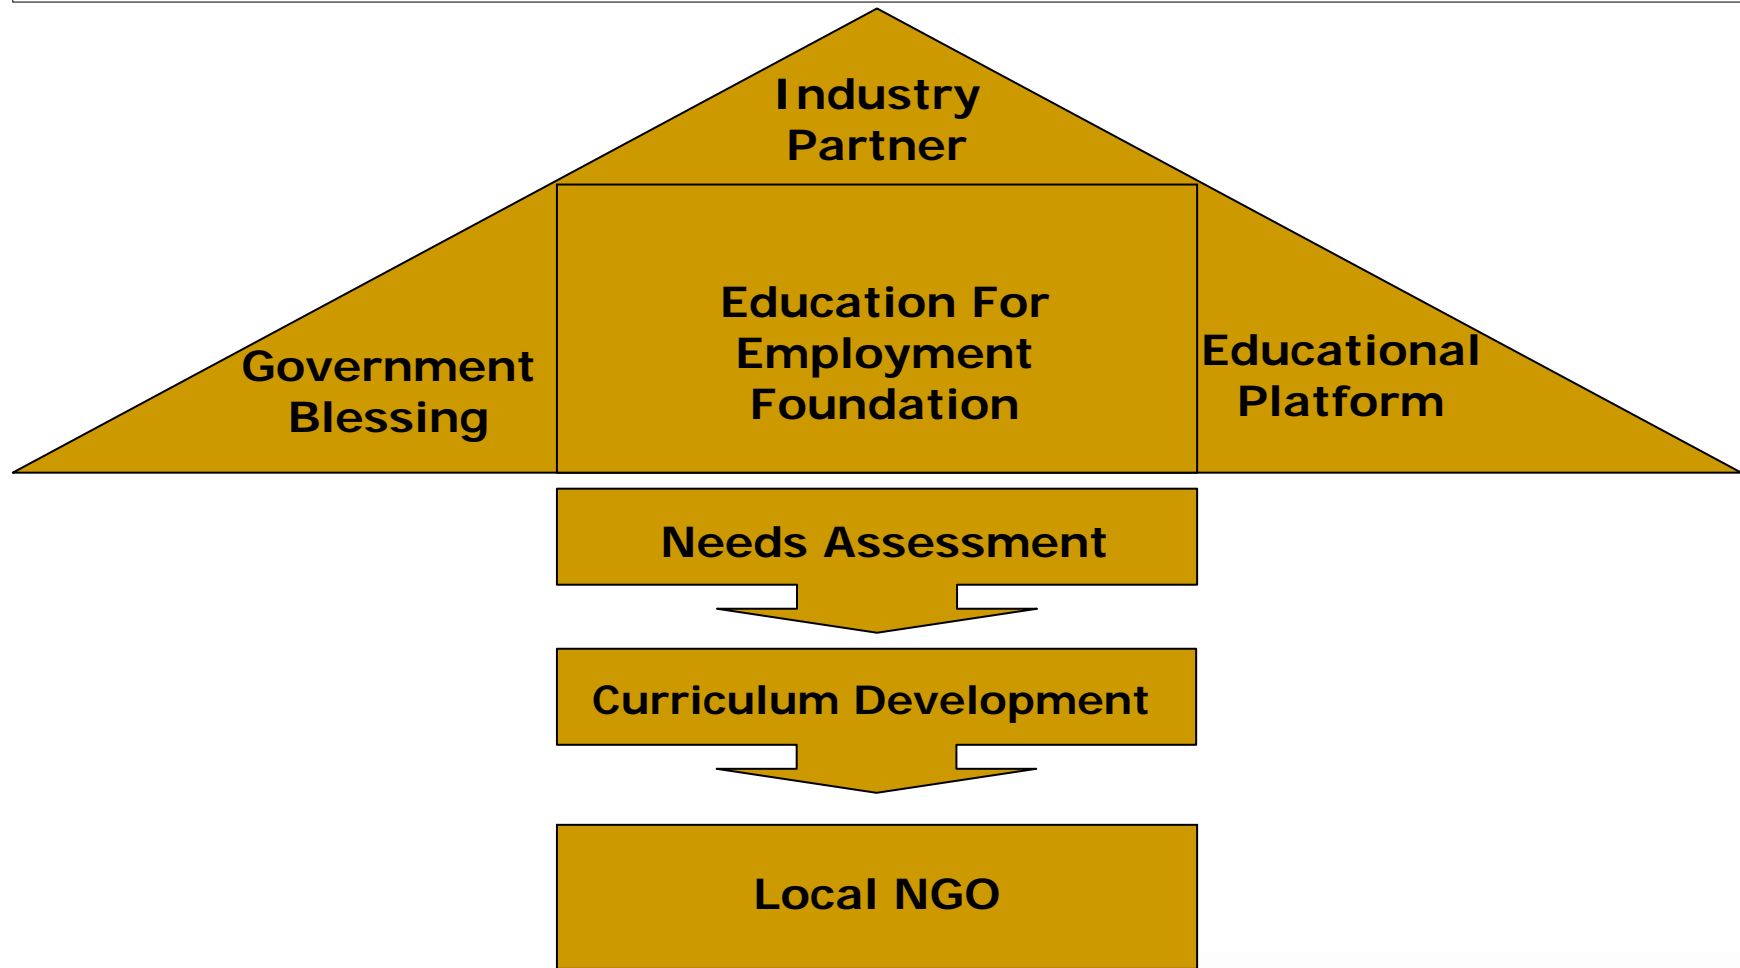 Industry
Partner
Education For
Employment
Foundation
Government
Blessing
Educational
Platform
Needs Assessment
Curriculum Development
Local NGO